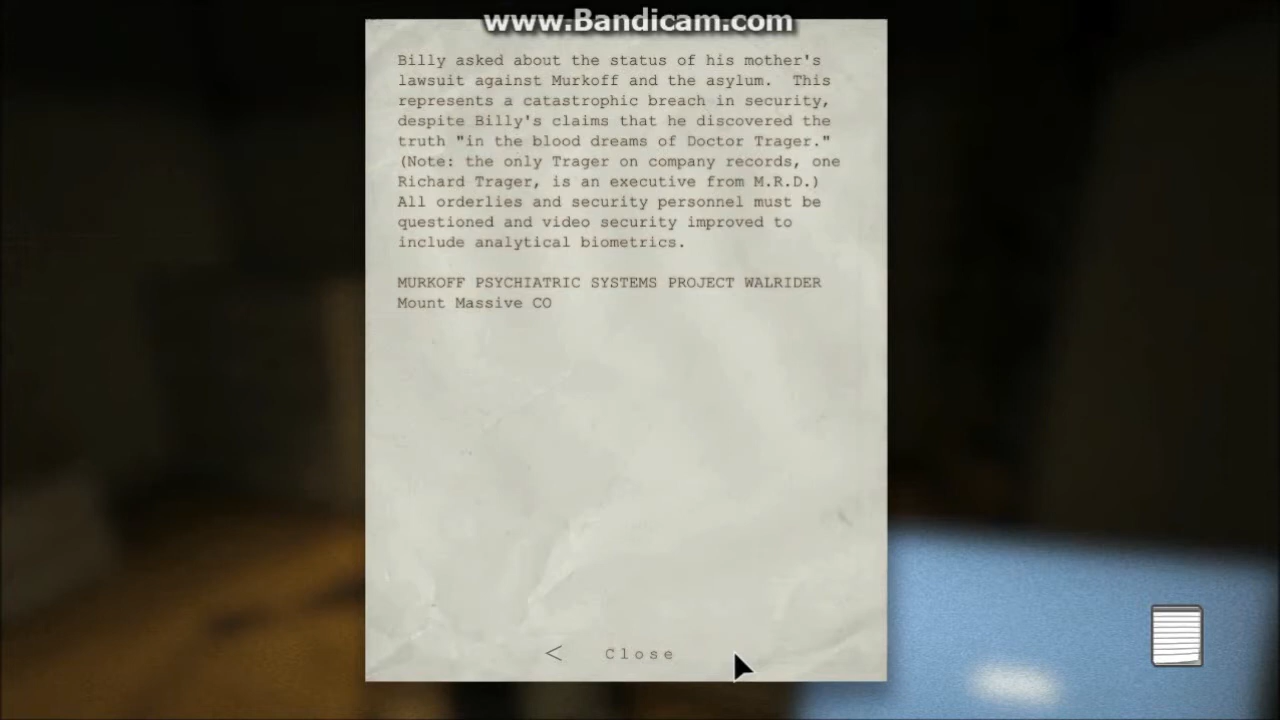 www.Bandicam.com
Billy asked about the status of his mother's
lawsuit against Murkoff and the asylum.  This
represents a catastrophic breach in security,
despite Billy's claims that he discovered the
truth "in the blood dreams of Doctor Trager."
(Note: the only Trager on company records, one
Richard Trager, is an executive from M.R.D.)
All orderlies and security personnel must be
questioned and video security improved to
include analytical biometrics.
MURKOFF PSYCHIATRIC SYSTEMS PROJECT WALRIDER
Mount Massive CO
< Close